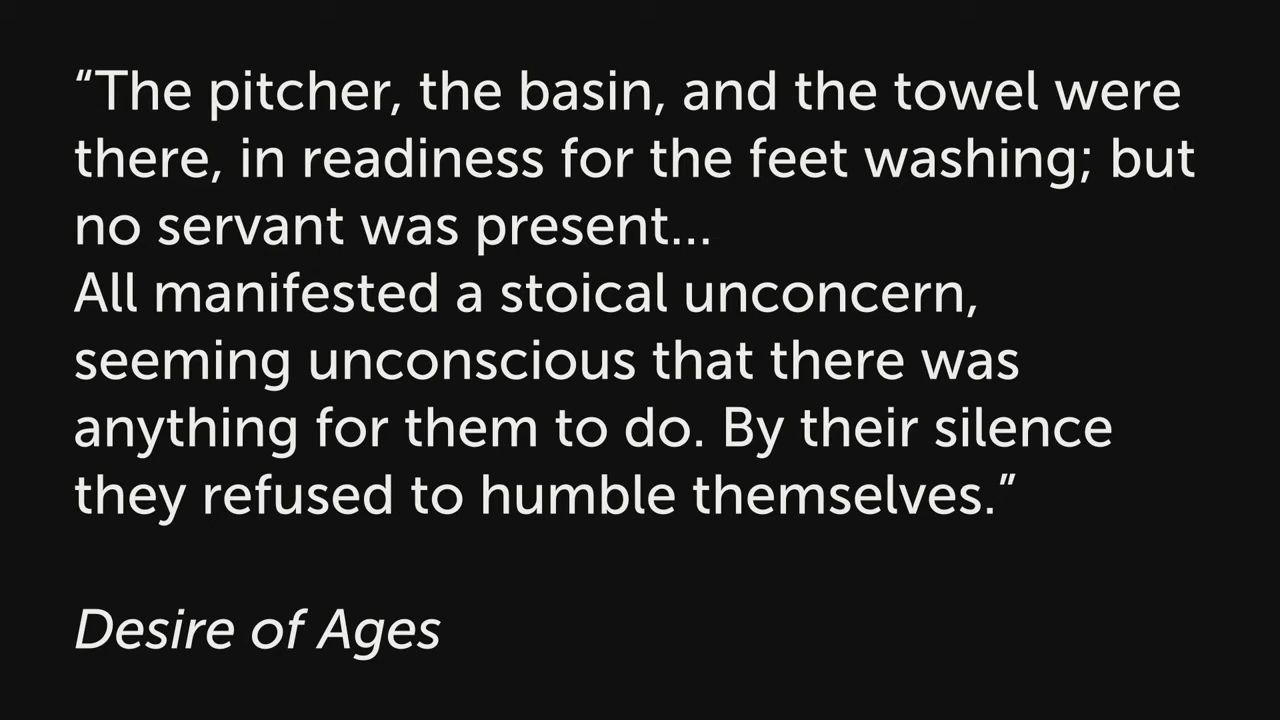 “The pitcher, the basin, and the towel were
there, in readiness for the feet washing; but
no servant was present...
All manifested a stoical unconcern,
seeming unconscious that there was
anything for them to do. By their silence
they refused to humble themselves.”
Desire of Ages